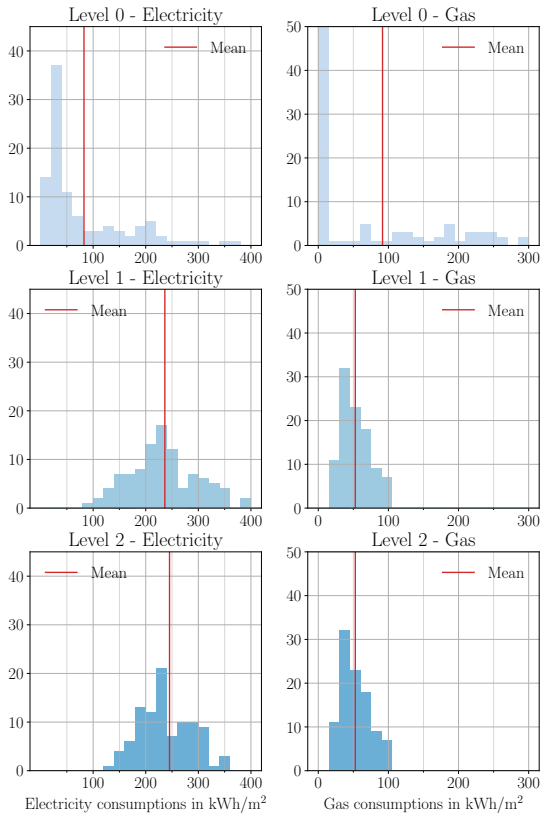 Level 0 - Electricity
Mean
40
30
20
10
0
100 200 300 400
Level 0 - Gas
Mean
50
40
30
20
10
0
0 100 200 300
Level 1 - Electricity
Mean
40
30
20
10
0
100 200 300 400
Level 1 - Gas
Mean
50
40
30
20
10
0
0 100 200 300
Level 2 - Electricity
Mean
40
30
20
10
0
100 200 300 400
Electricity consumptions in kWh/m²
Level 2 - Gas
Mean
50
40
30
20
10
0
0 100 200 300
Gas consumptions in kWh/m²